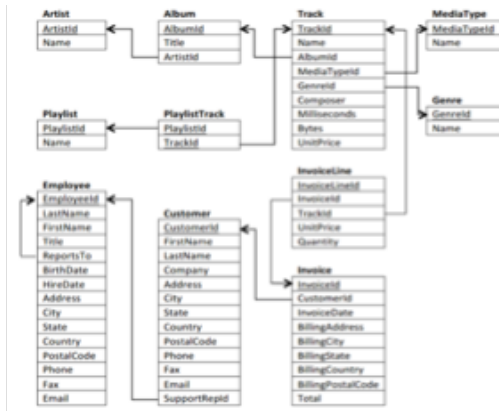 Artist
ArtistId
Name
Album
AlbumId
Title
ArtistId
Track
TrackId
Name
AlbumId
MediaTypeId
GenreId
Composer
Milliseconds
Bytes
UnitPrice
MediaType
MediaTypeId
Name
Genre
GenreId
Name
Playlist
PlaylistId
Name
PlaylistTrack
PlaylistId
TrackId
InvoiceLine
InvoiceLineId
InvoiceId
TrackId
UnitPrice
Quantity
Employee
EmployeeId
LastName
FirstName
Title
ReportsTo
BirthDate
HireDate
Address
City
State
Country
PostalCode
Phone
Fax
Email
Customer
CustomerId
FirstName
LastName
Company
Address
City
State
Country
PostalCode
Phone
Fax
Email
SupportRepId
Invoice
InvoiceId
CustomerId
InvoiceDate
BillingAddress
BillingCity
BillingState
BillingCountry
BillingPostalCode
Total